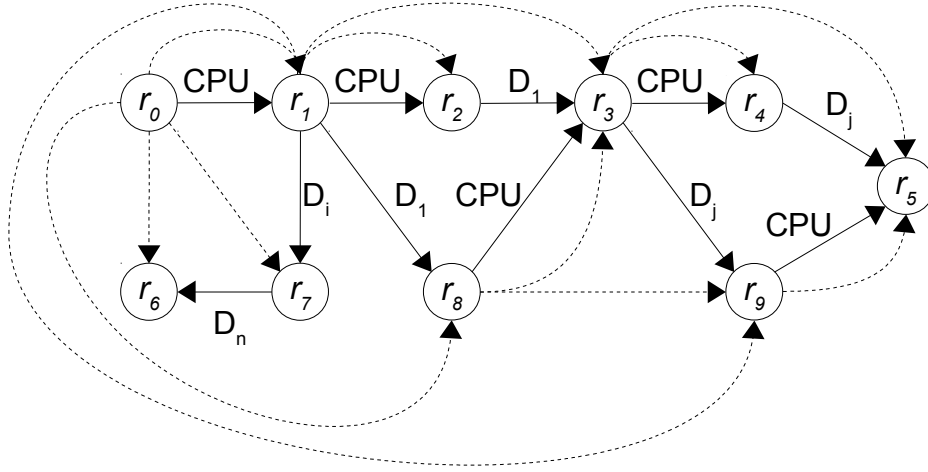 CPU CPU D1 CPU
r0 r1 r2 r3 r4
Dj
CPU r5
Di D1 Dj CPU
r6 r7 r8 r9
Dn